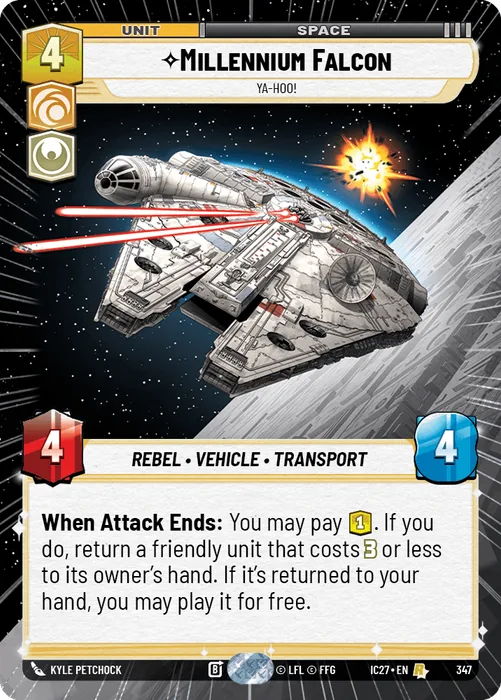 UNIT
SPACE
4
✧MILLENNIUM FALCON
YA-HOO!
4
4
REBEL • VEHICLE • TRANSPORT
When Attack Ends: You may pay 1. If you
do, return a friendly unit that costs 3 or less
to its owner's hand. If it's returned to your
hand, you may play it for free.
KYLE PETCHOCK
B
© LFL © FFG
IC27 • EN
R
347